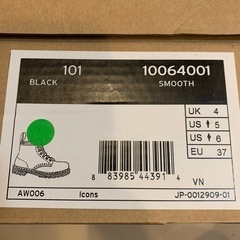 101 10064001
BLACK SMOOTH
UK 4
US 5
US 6
EU 37
8 83985 44391 4
VN
AW006 Icons JP-0012909-01